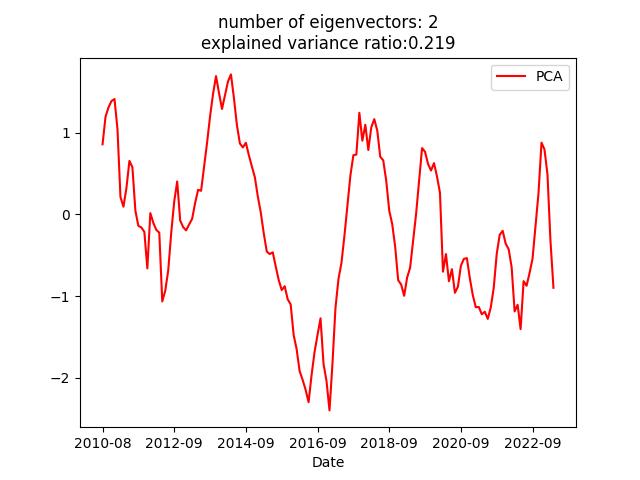 number of eigenvectors: 2
explained variance ratio:0.219
PCA
1
0
−1
−2
2010-08 2012-09 2014-09 2016-09 2018-09 2020-09 2022-09
Date